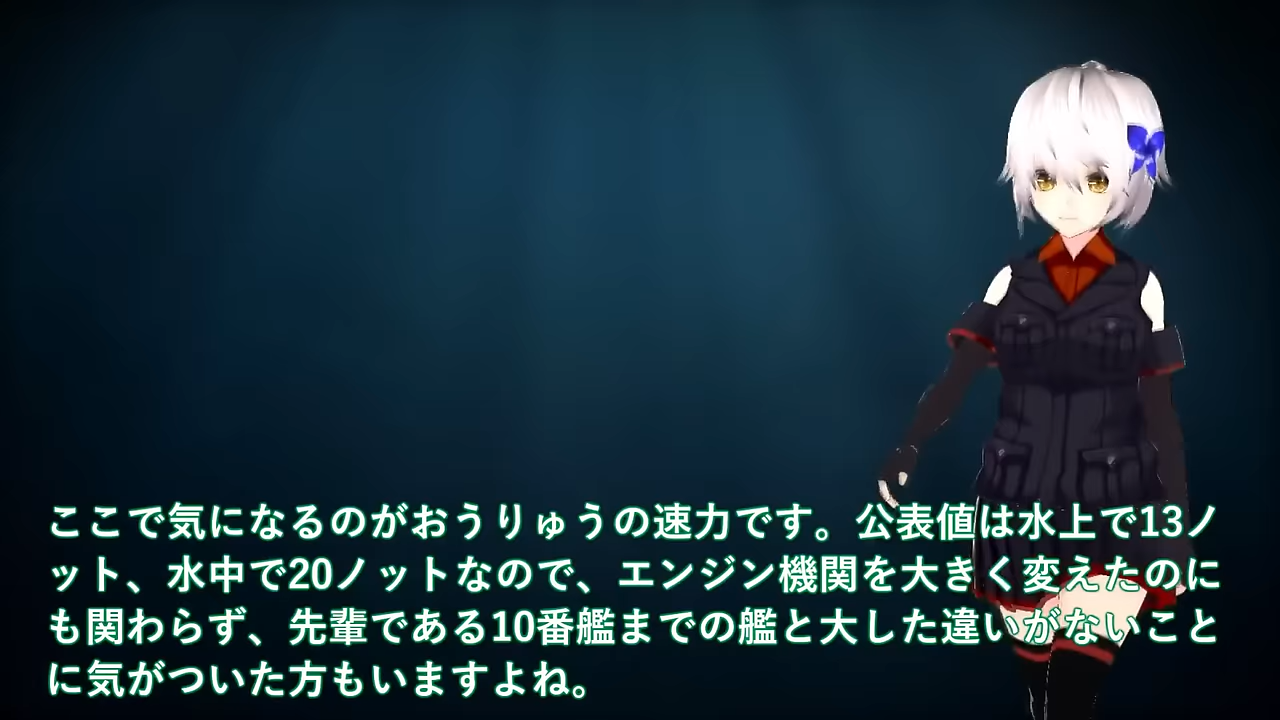 ここで気になるのがおうりゅうの速力です。公表値は水上で13ノ
ット、水中で20ノットなので、エンジン機関を大きく変えたのに
も関わらず、先輩である10番艦までの艦と大した違いがないこと
に気がついた方もいますよね。